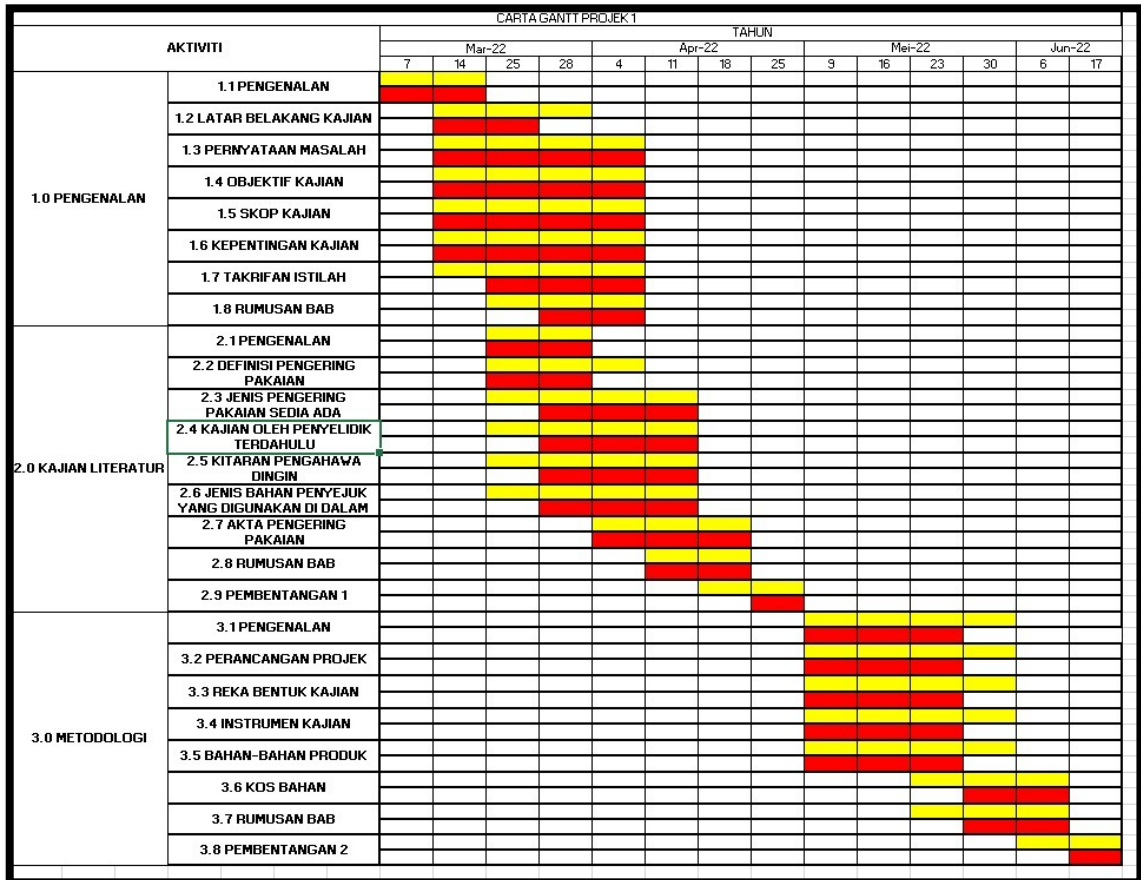 CARTA GANTT PROJEK 1
AKTIVITI
TAHUN
Mar-22 Apr-22 Mei-22 Jun-22
7 14 25 28 4 11 18 25 9 16 23 30 6 17
1.0 PENGENALAN
1.1 PENGENALAN
1.2 LATAR BELAKANG KAJIAN
1.3 PERNYATAAN MASALAH
1.4 OBJEKTIF KAJIAN
1.5 SKOP KAJIAN
1.6 KEPENTINGAN KAJIAN
1.7 TAKRIFAN ISTILAH
1.8 RUMUSAN BAB
2.0 KAJIAN LITERATUR
2.1 PENGENALAN
2.2 DEFINISI PENGERING
PAKAIAN
2.3 JENIS PENGERING
PAKAIAN SEDIA ADA
2.4 KAJIAN OLEH PENYELIDIK
TERDAHULU
2.5 KITARAN PENGAHAWA
DINGIN
2.6 JENIS BAHAN PENYEJUK
YANG DIGUNAKAN DI DALAM
2.7 AKTA PENGERING
PAKAIAN
2.8 RUMUSAN BAB
2.9 PEMBENTANGAN 1
3.0 METODOLOGI
3.1 PENGENALAN
3.2 PERANCANGAN PROJEK
3.3 REKA BENTUK KAJIAN
3.4 INSTRUMEN KAJIAN
3.5 BAHAN-BAHAN PRODUK
3.6 KOS BAHAN
3.7 RUMUSAN BAB
3.8 PEMBENTANGAN 2